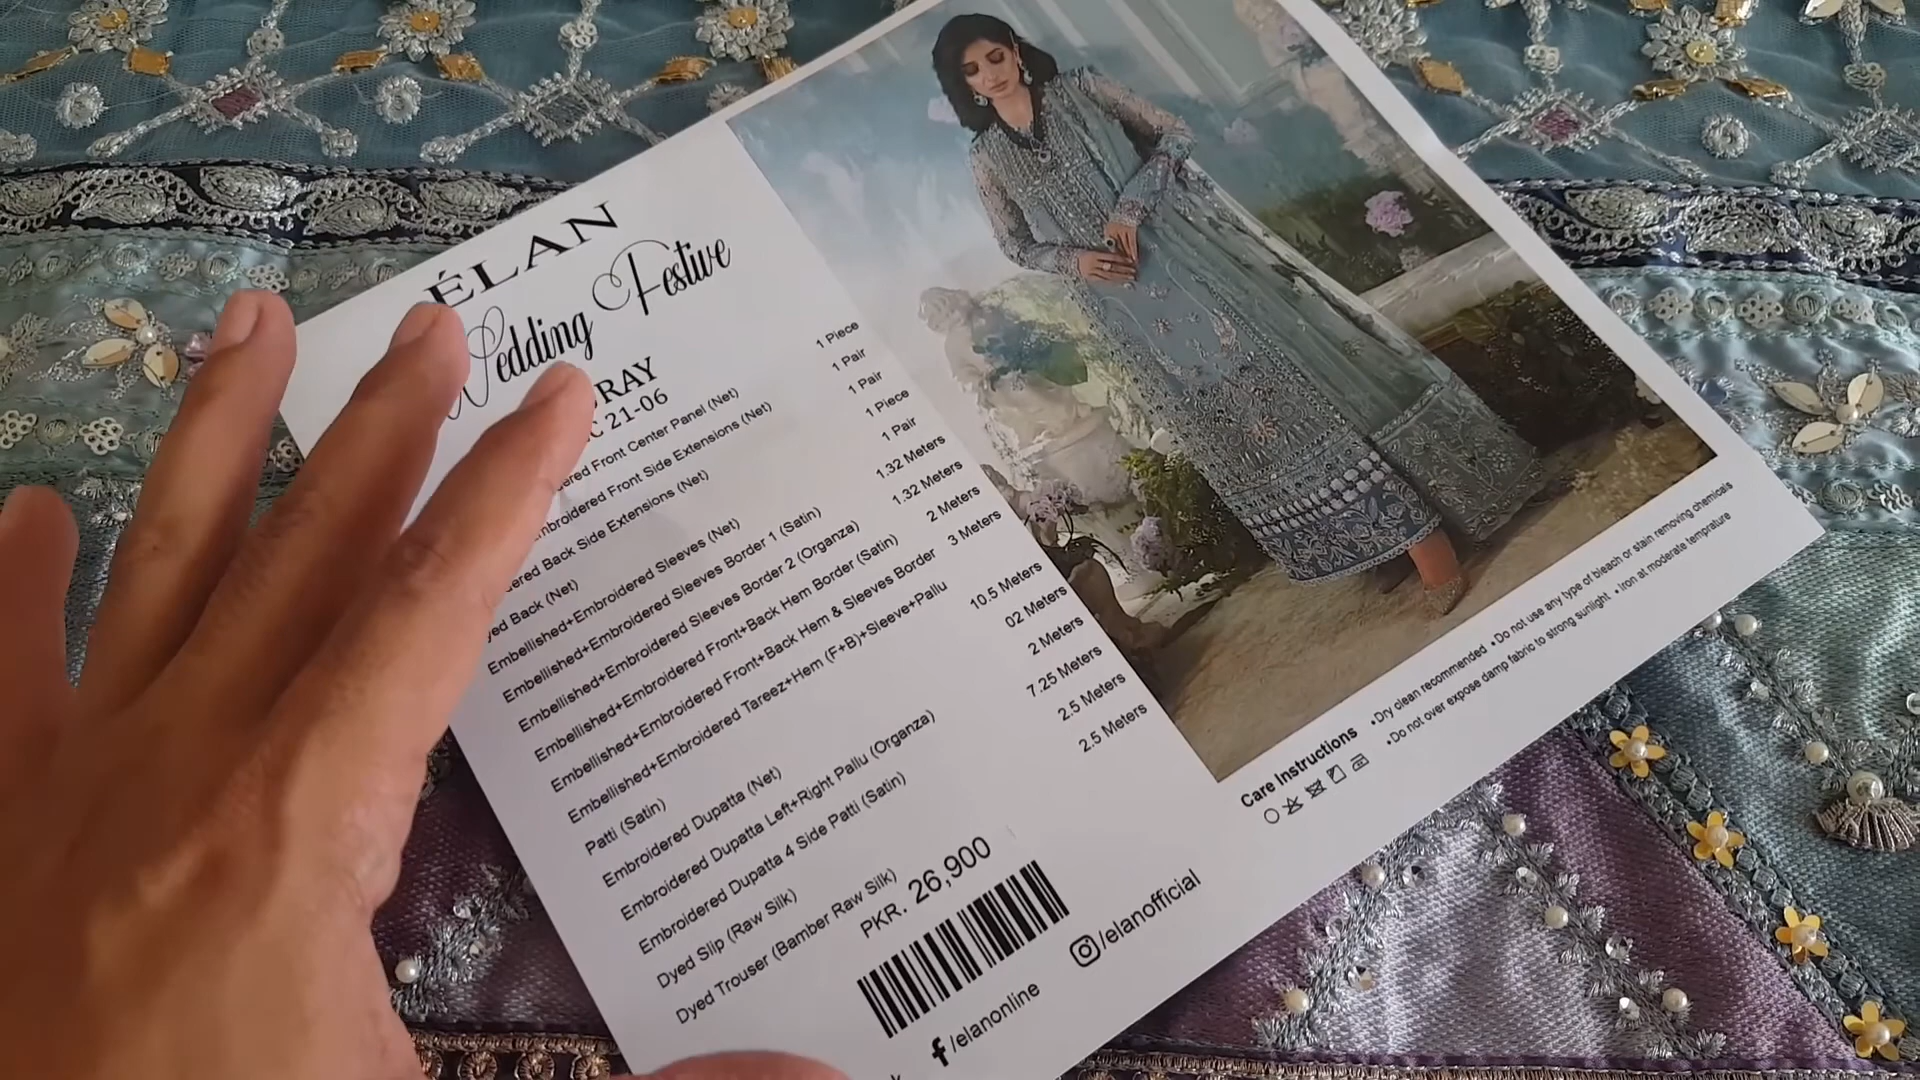 ÉLAN
Wedding Festive
RAY
C 21-06
Front Center Panel (Net) 1 Piece
Front Side Extensions (Net) 1 Pair
Back Side Extensions (Net) 1 Pair
Back (Net) 1 Piece
Embellished+Embroidered Sleeves (Net) 1 Pair
Embellished+Embroidered Sleeves Border 1 (Satin) 1.32 Meters
Embellished+Embroidered Sleeves Border 2 (Organza) 1.32 Meters
Embellished+Embroidered Front+Back Hem Border (Satin) 2 Meters
Embellished+Embroidered Front+Back Hem & Sleeves Border 3 Meters
Embellished+Embroidered Tareez+Hem (F+B)+Sleeve+Pallu
Patti (Satin) 10.5 Meters
Embroidered Dupatta (Net) 02 Meters
Embroidered Dupatta Left+Right Pallu (Organza) 2 Meters
Embroidered Dupatta 4 Side Patti (Satin) 7.25 Meters
Dyed Slip (Raw Silk) 2.5 Meters
Dyed Trouser (Bamber Raw Silk) 2.5 Meters
PKR. 26,900
/elanonline
/elanofficial
Care Instructions
•Dry clean recommended •Do not use any type of bleach or stain removing chemicals
•Do not over expose damp fabric to strong sunlight • Iron at moderate temprature